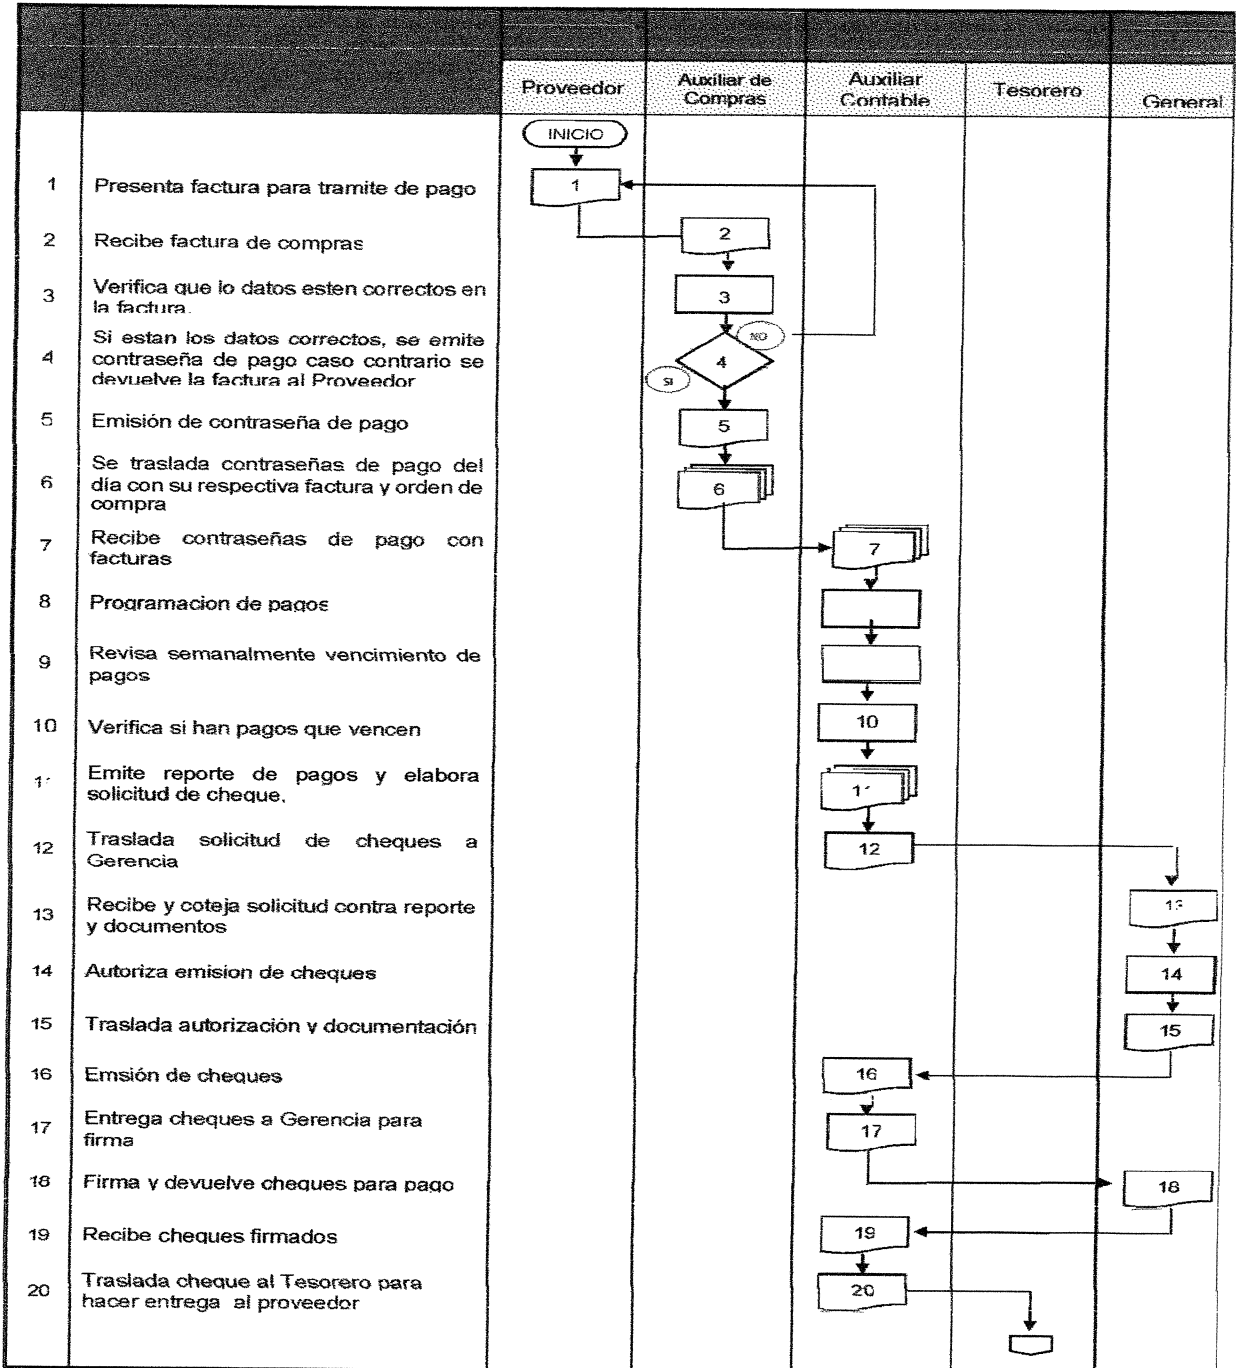 Proveedor
Auxiliar de
Compras
Auxiliar
Contable
Tesorero
General
INICIO
1
Presenta factura para tramite de pago
1
2
Recibe factura de compras
2
3
Verifica que lo datos esten correctos en
la factura.
3
4
Si estan los datos correctos, se emite
contraseña de pago caso contrario se
devuelve la factura al Proveedor
NO
4
SI
5
Emisión de contraseña de pago
5
6
Se traslada contraseñas de pago del
día con su respectiva factura y orden de
compra
6
7
Recibe contraseñas de pago con
facturas
7
8
Programacion de pagos
9
Revisa semanalmente vencimiento de
pagos
10
Verifica si han pagos que vencen
10
Emite reporte de pagos y elabora
solicitud de cheque.
12
Traslada solicitud de cheques a
Gerencia
12
13
Recibe y coteja solicitud contra reporte
y documentos
13
14
Autoriza emision de cheques
14
15
Traslada autorización y documentación
15
16
Emsión de cheques
16
17
Entrega cheques a Gerencia para
firma
17
18
Firma y devuelve cheques para pago
18
19
Recibe cheques firmados
19
20
Traslada cheque al Tesorero para
hacer entrega al proveedor
20